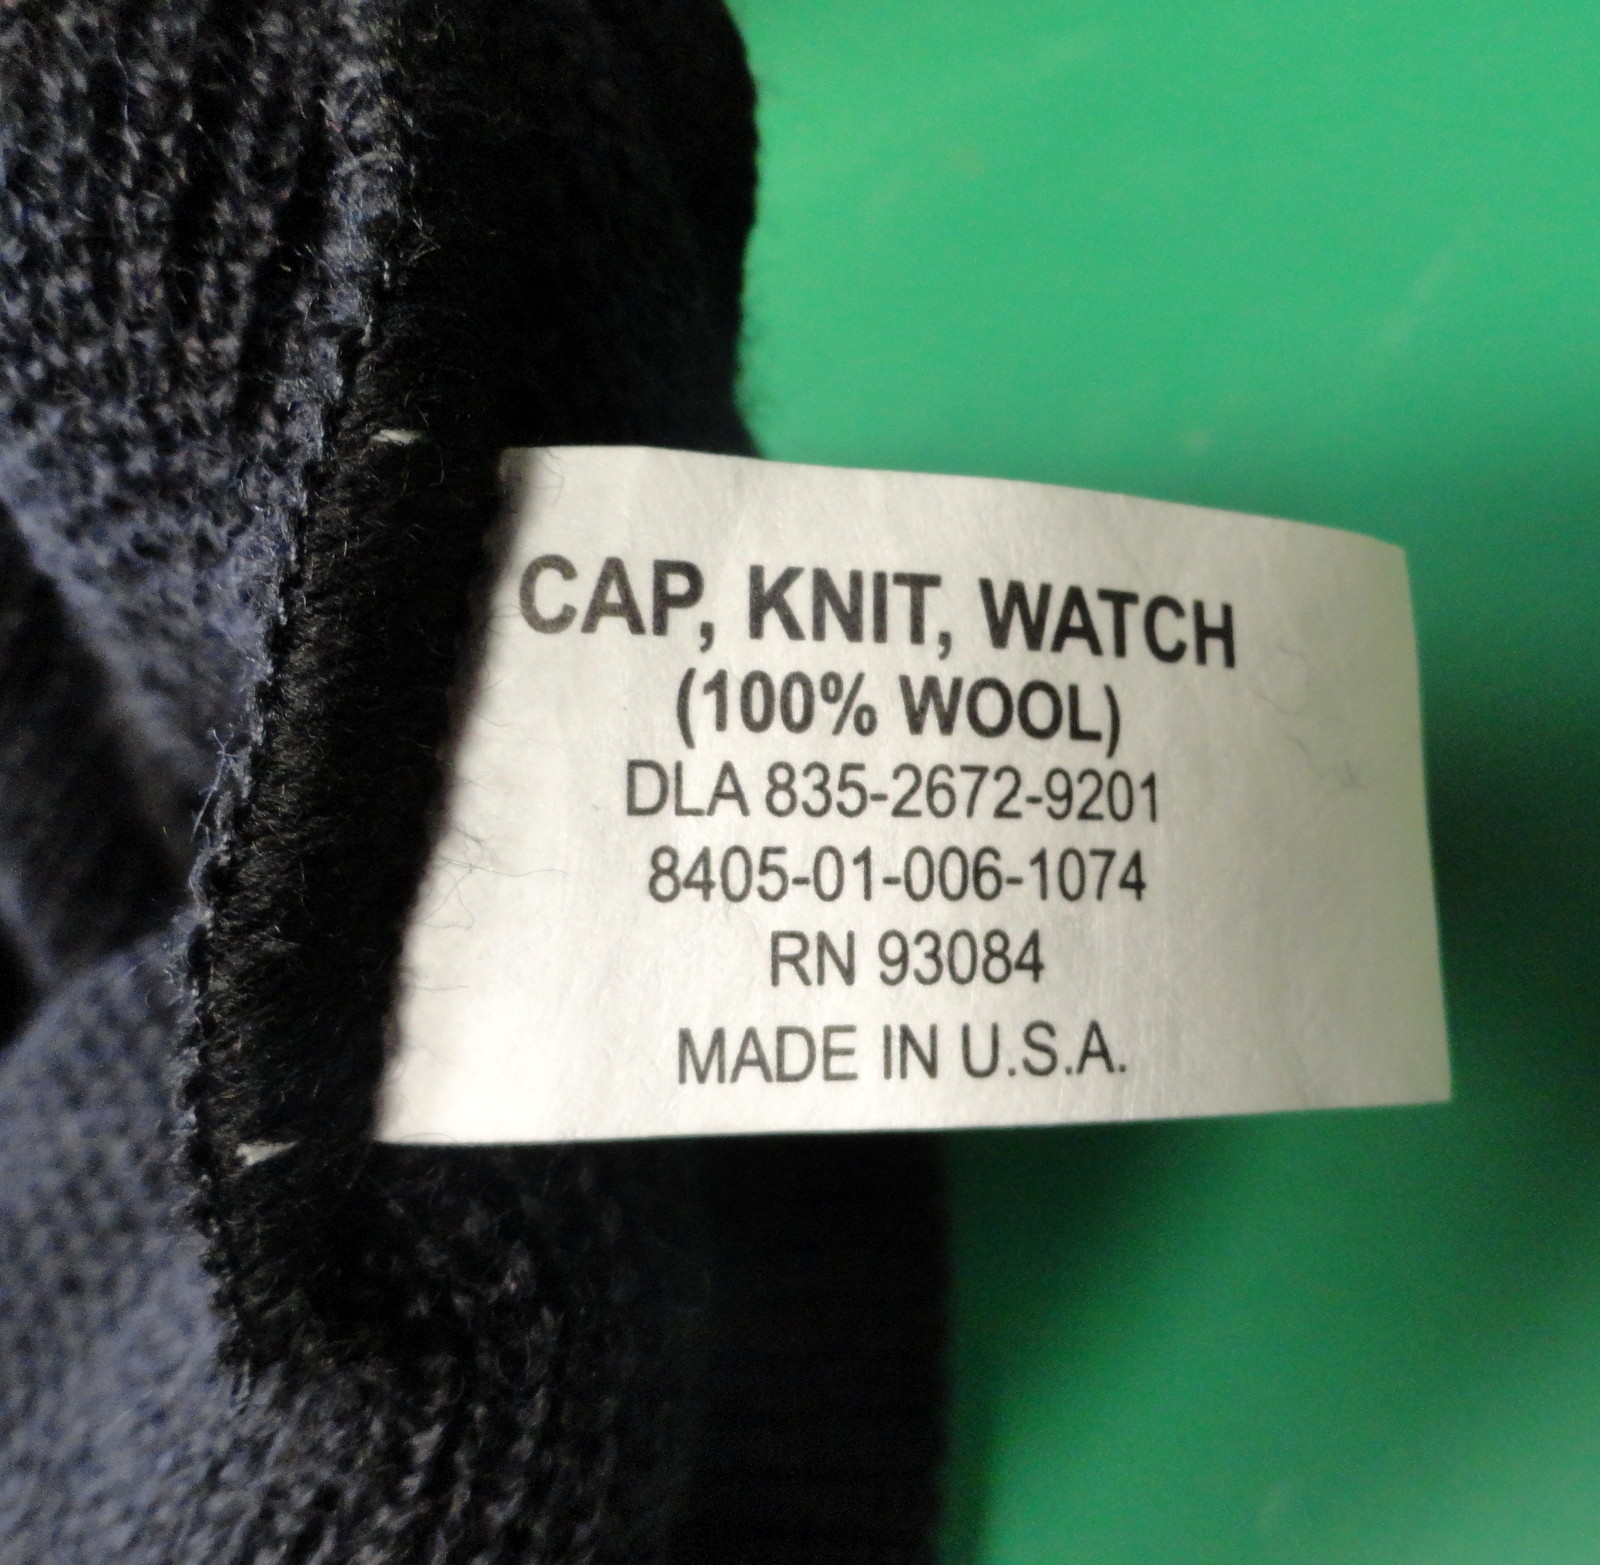 CAP, KNIT, WATCH
(100% WOOL)
DLA 835-2672-9201
8405-01-006-1074
RN 93084
MADE IN U.S.A.